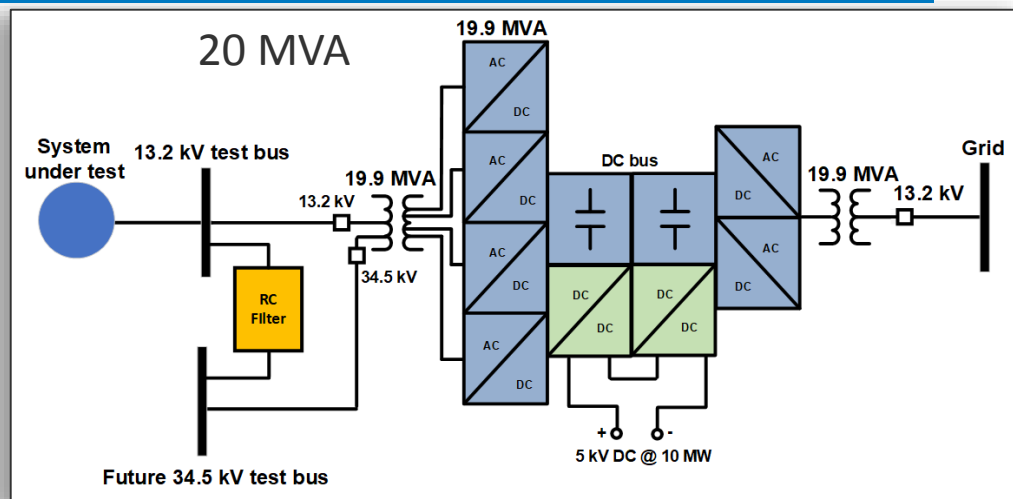 20 MVA
19.9 MVA
System
under test
13.2 kV test bus
19.9 MVA
13.2 kV
34.5 kV
RC
Filter
Future 34.5 kV test bus
AC
DC
AC
DC
AC
DC
AC
DC
DC bus
DC
DC
DC
DC
+
-
5 kV DC @ 10 MW
AC
DC
AC
DC
19.9 MVA
13.2 kV
Grid